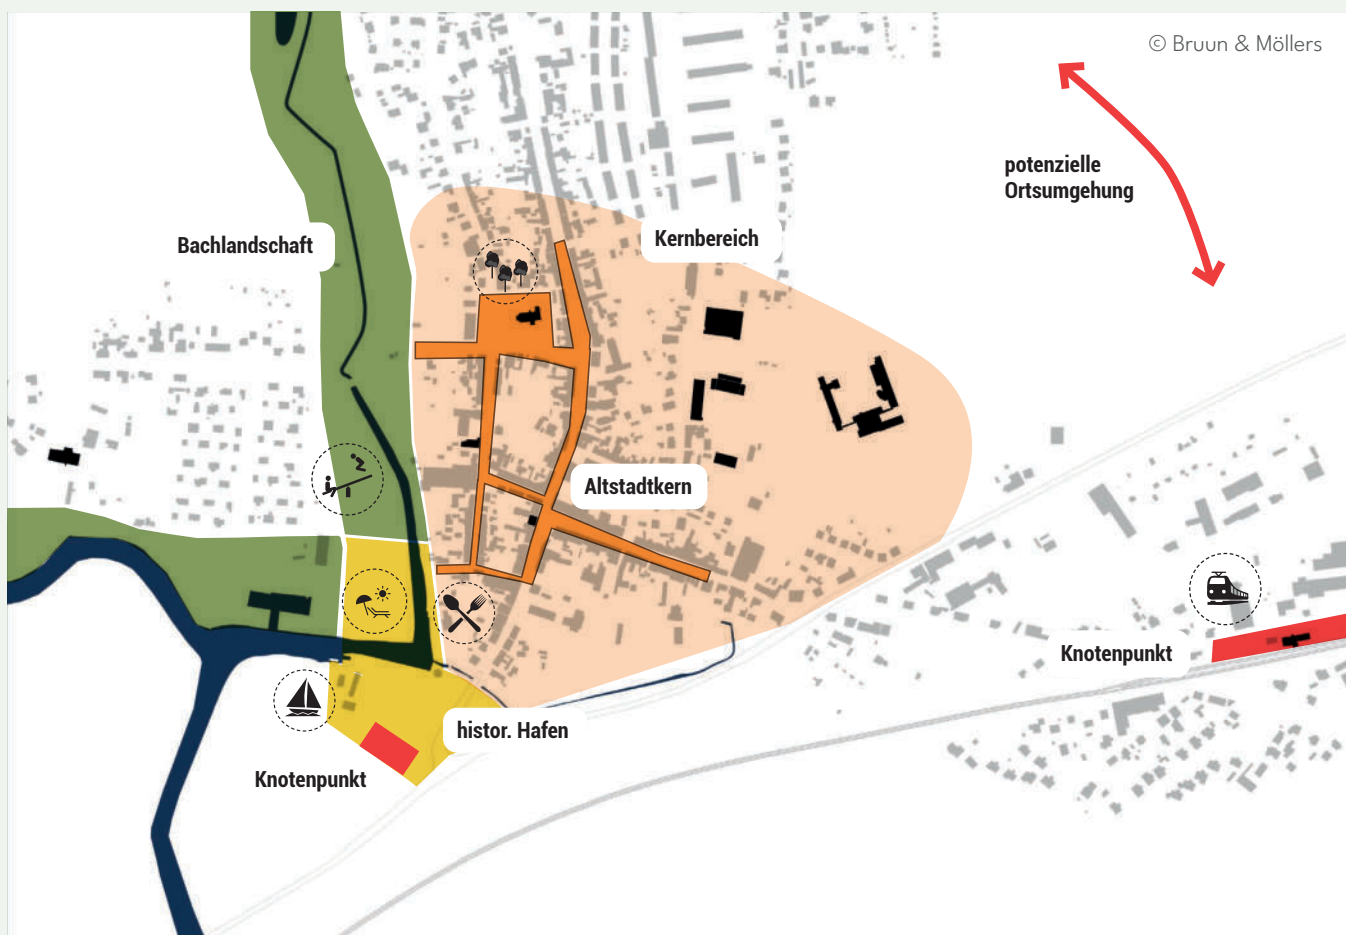 © Bruun & Möllers
potenzielle
Ortsumgehung
Bachlandschaft
Kernbereich
Altstadtkern
Knotenpunkt
histor. Hafen
Knotenpunkt